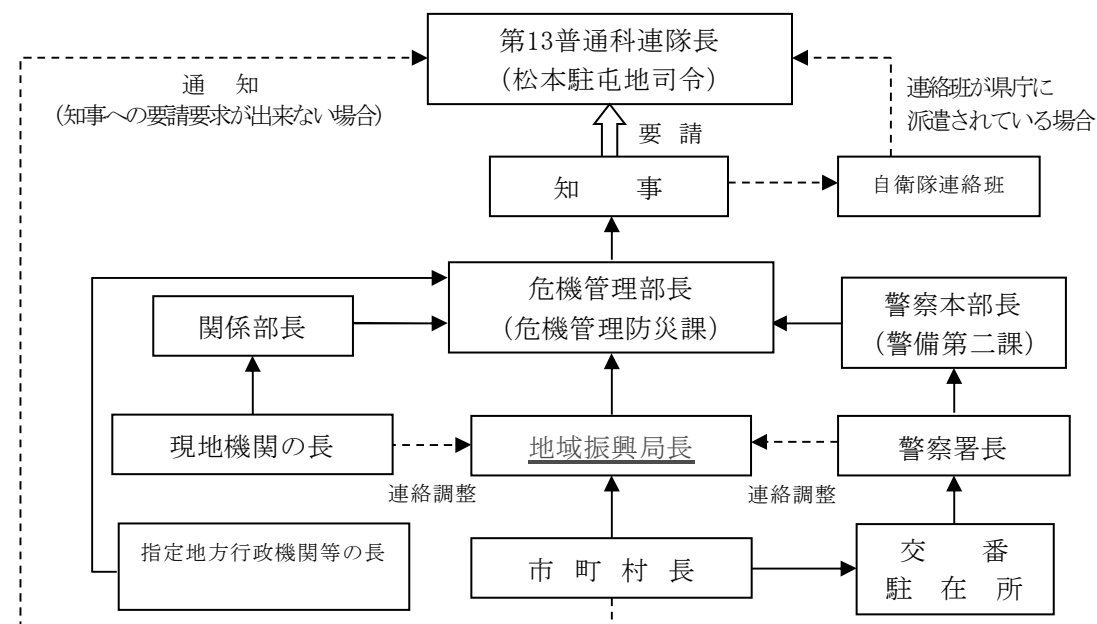 第13普通科連隊長
(松本駐屯地司令)
通 知
(知事への要請要求が出来ない場合)
連絡班が県庁に
派遣されている場合
要 請
知 事
自衛隊連絡班
危機管理部長
(危機管理防災課)
関係部長
警察本部長
(警備第二課)
現地機関の長
地域振興局長
警察署長
連絡調整
連絡調整
指定地方行政機関等の長
市 町 村 長
交 番
駐 在 所